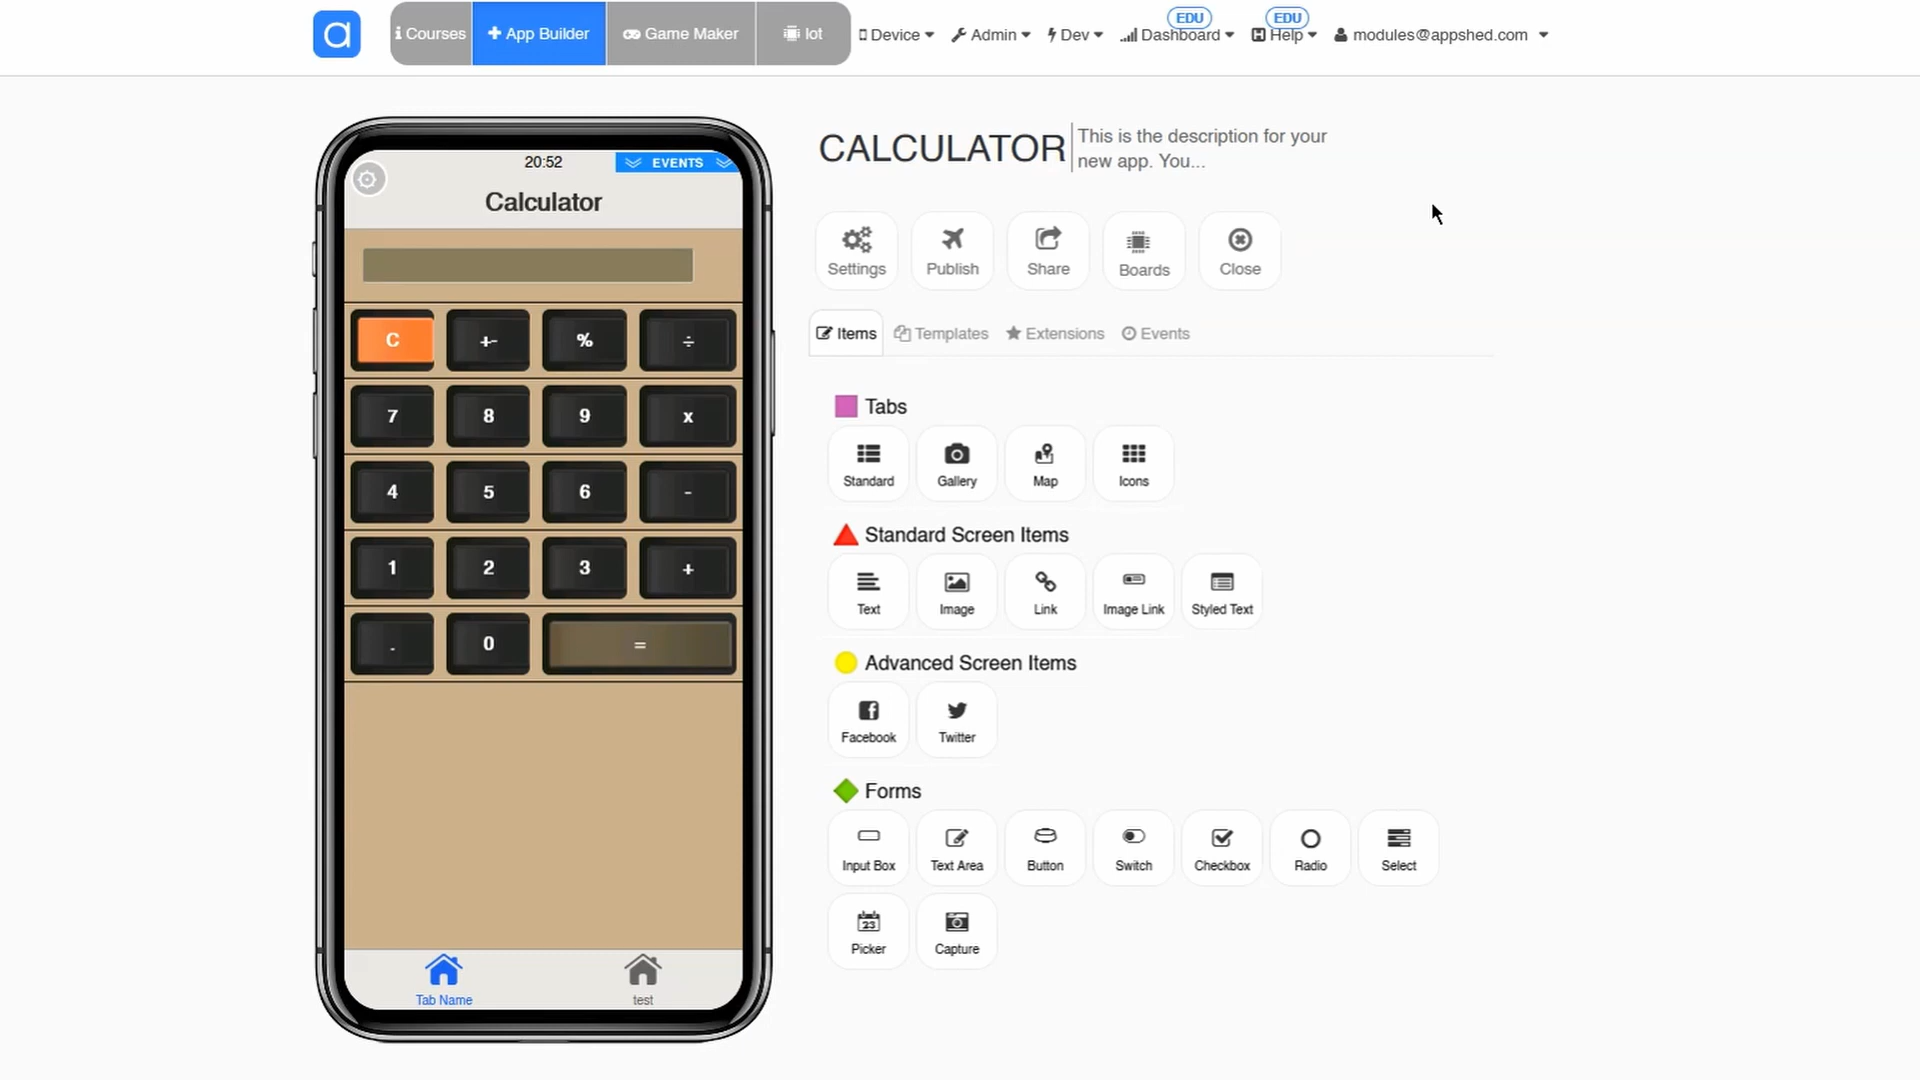 a
Courses
App Builder
Game Maker
Iot
Device
Admin
Dev
EDU
Dashboard
EDU
Help
modules@appshed.com
20:52
EVENTS
Calculator
C
+-
%
÷
7
8
9
x
4
5
6
-
1
2
3
+
.
0
=
Tab Name
test
CALCULATOR
This is the description for your
new app. You...
Settings
Publish
Share
Boards
Close
Items
Templates
Extensions
Events
Tabs
Standard
Gallery
Map
Icons
Standard Screen Items
Text
Image
Link
Image Link
Styled Text
Advanced Screen Items
Facebook
Twitter
Forms
Input Box
Text Area
Button
Switch
Checkbox
Radio
Select
23
Picker
Capture